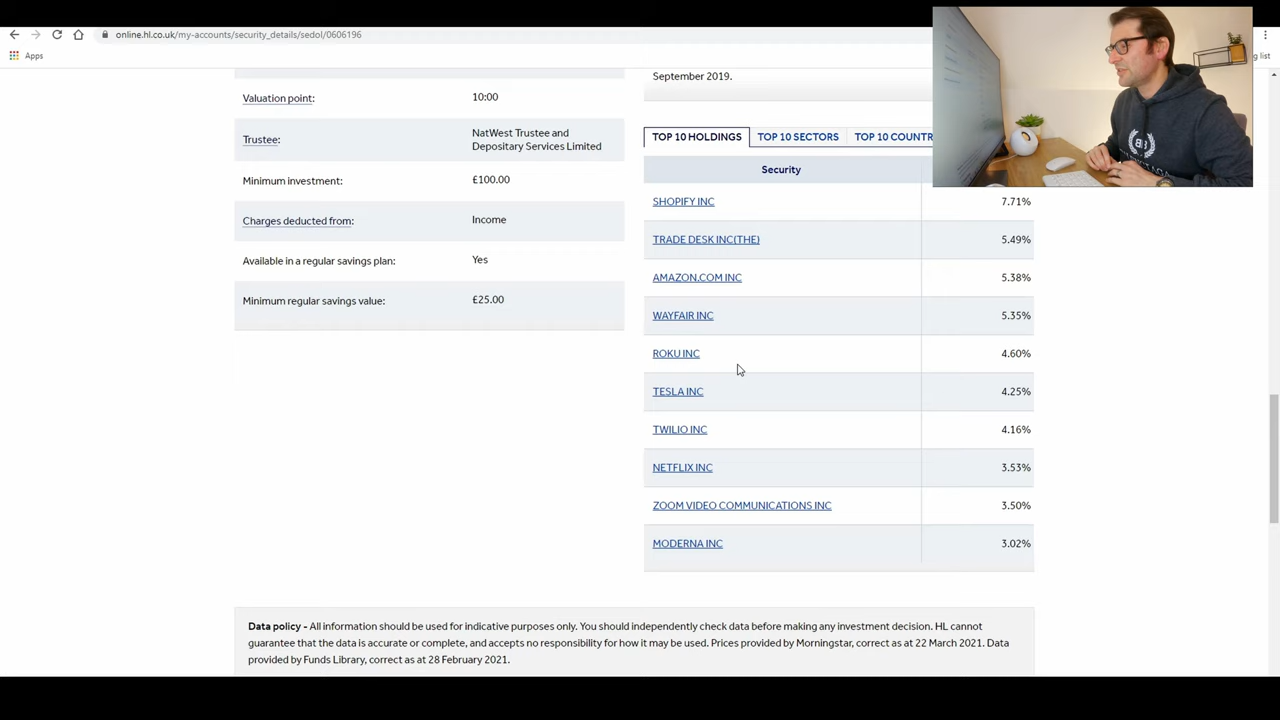 online.hl.co.uk/my-accounts/security_details/sedol/0606196
Apps
g list
Valuation point:
10:00
Trustee:
NatWest Trustee and
Depositary Services Limited
Minimum investment:
£100.00
Charges deducted from:
Income
Available in a regular savings plan:
Yes
Minimum regular savings value:
£25.00
September 2019.
TOP 10 HOLDINGS
TOP 10 SECTORS
TOP 10 COUNTR
Security
SHOPIFY INC
7.71%
TRADE DESK INC(THE)
5.49%
AMAZON.COM INC
5.38%
WAYFAIR INC
5.35%
ROKU INC
4.60%
TESLA INC
4.25%
TWILIO INC
4.16%
NETFLIX INC
3.53%
ZOOM VIDEO COMMUNICATIONS INC
3.50%
MODERNA INC
3.02%
Data policy - All information should be used for indicative purposes only. You should independently check data before making any investment decision. HL cannot
guarantee that the data is accurate or complete, and accepts no responsibility for how it may be used. Prices provided by Morningstar, correct as at 22 March 2021. Data
provided by Funds Library, correct as at 28 February 2021.